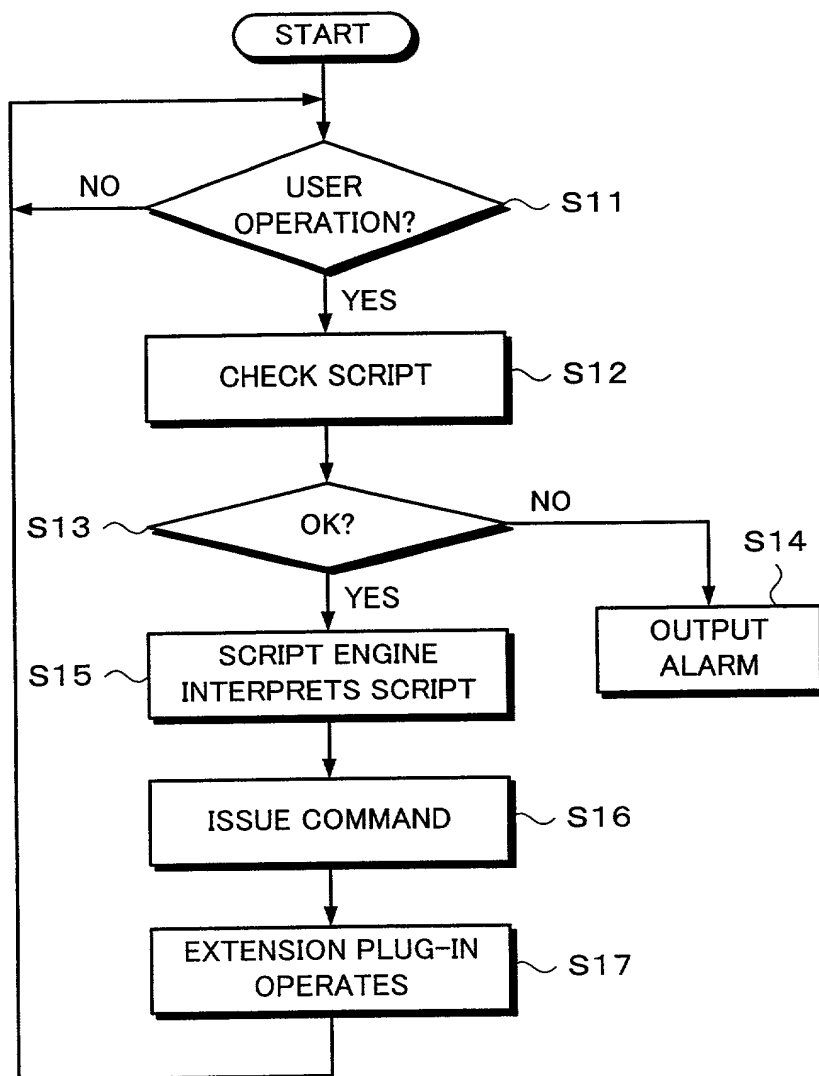 START
NO
USER
OPERATION?
S11
YES
CHECK SCRIPT
S12
S13
OK?
NO
S14
YES
OUTPUT
ALARM
S15
SCRIPT ENGINE
INTERPRETS SCRIPT
ISSUE COMMAND
S16
EXTENSION PLUG-IN
OPERATES
S17